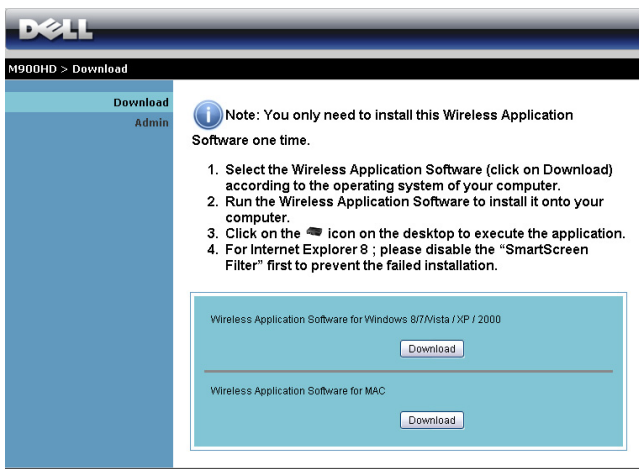 DELL
M900HD > Download
Download
Admin
Note: You only need to install this Wireless Application
Software one time.
1. Select the Wireless Application Software (click on Download)
according to the operating system of your computer.
2. Run the Wireless Application Software to install it onto your
computer.
3. Click on the icon on the desktop to execute the application.
4. For Internet Explorer 8 ; please disable the “SmartScreen
Filter” first to prevent the failed installation.
Wireless Application Software for Windows 8/7/Vista / XP / 2000
Download
Wireless Application Software for MAC
Download